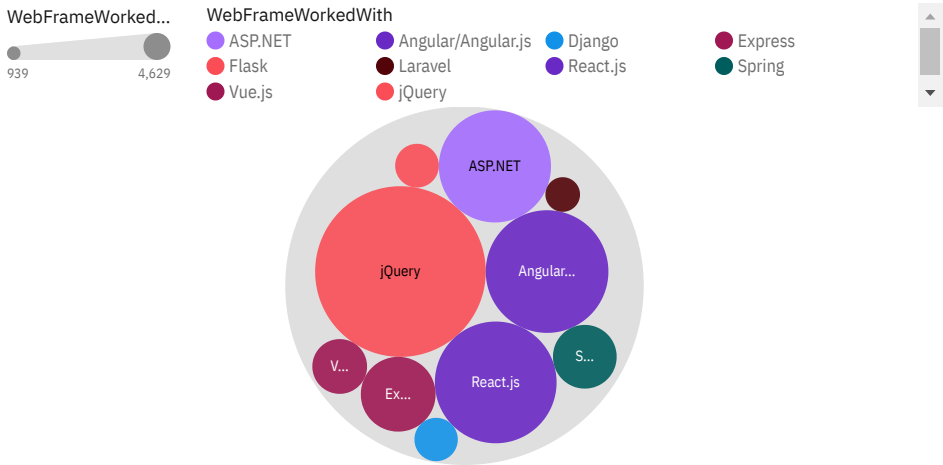 WebFrameWorked...
939
4,629
WebFrameWorkedWith
ASP.NET
Angular/Angular.js
Django
Express
Flask
Laravel
React.js
Spring
Vue.js
jQuery
ASP.NET
jQuery
Angular...
V...
Ex...
React.js
S...